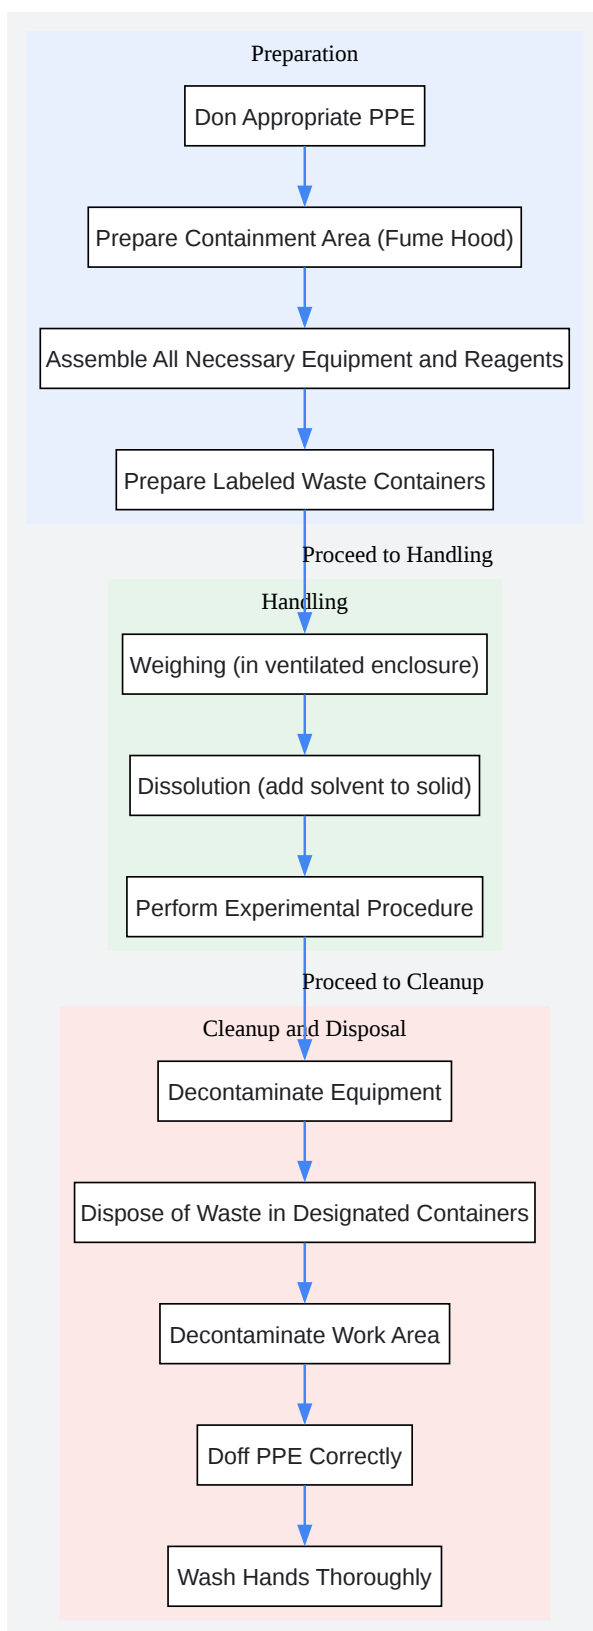 Preparation
Don Appropriate PPE
Prepare Containment Area (Fume Hood)
Assemble All Necessary Equipment and Reagents
Prepare Labeled Waste Containers
Proceed to Handling
Handling
Weighing (in ventilated enclosure)
Dissolution (add solvent to solid)
Perform Experimental Procedure
Proceed to Cleanup
Cleanup and Disposal
Decontaminate Equipment
Dispose of Waste in Designated Containers
Decontaminate Work Area
Doff PPE Correctly
Wash Hands Thoroughly